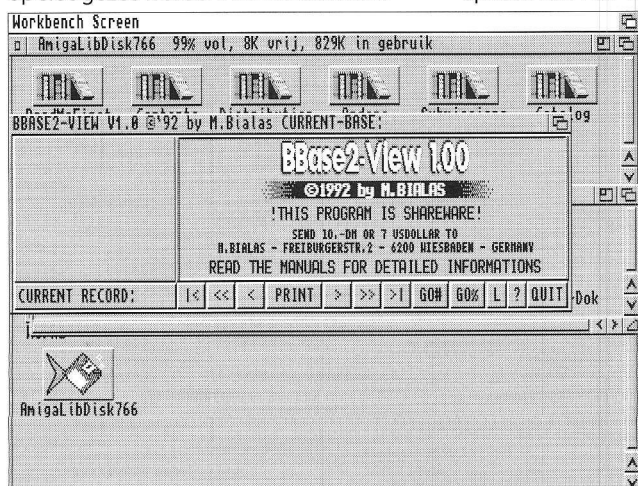 Workbench Screen
AmigaLibDisk766 99% vol, 8K vrij, 829K in gebruik
BBASE2-VIEW V1.0 ©'92 by M.Bialas CURRENT-BASE:
og
BBase2-View 1.00
©1992 by M.BIALAS
!THIS PROGRAM IS SHAREWARE!
SEND 10,-DM OR 7 USDOLLAR TO
M.BIALAS - FREIBURGERSTR.2 - 6200 WIESBADEN - GERMANY
READ THE MANUALS FOR DETAILED INFORMATIONS
CURRENT RECORD: |< << < PRINT > >> >| GO# GO% L ? QUIT
Dok
AmigaLibDisk766